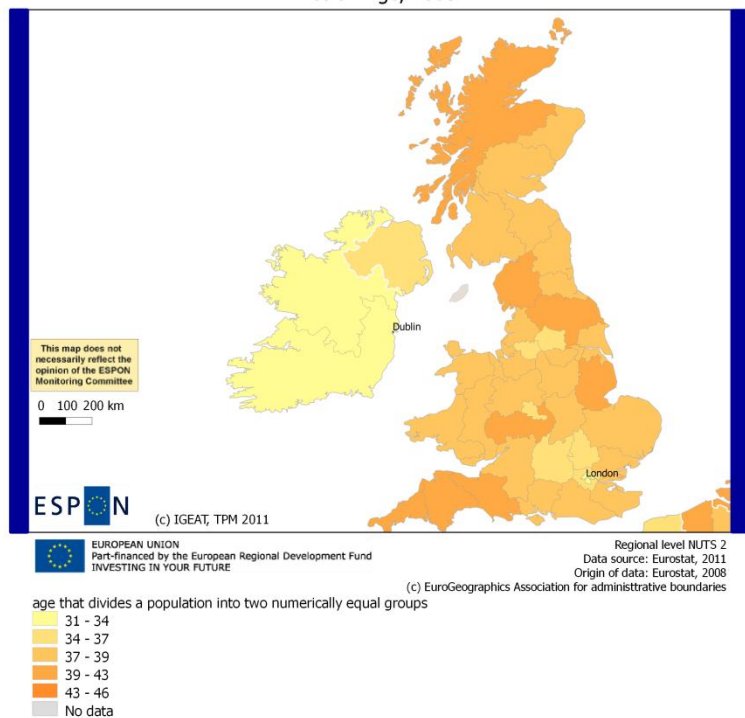 Dublin
This map does not
necessarily reflect the
opinion of the ESPON
Monitoring Committee
0 100 200 km
London
ESPON
(c) IGEAT, TPM 2011
EUROPEAN UNION
Part-financed by the European Regional Development Fund
INVESTING IN YOUR FUTURE
Regional level NUTS 2
Data source: Eurostat, 2011
Origin of data: Eurostat, 2008
(c) EuroGeographics Association for administtrative boundaries
age that divides a population into two numerically equal groups
31 - 34
34 - 37
37 - 39
39 - 43
43 - 46
No data